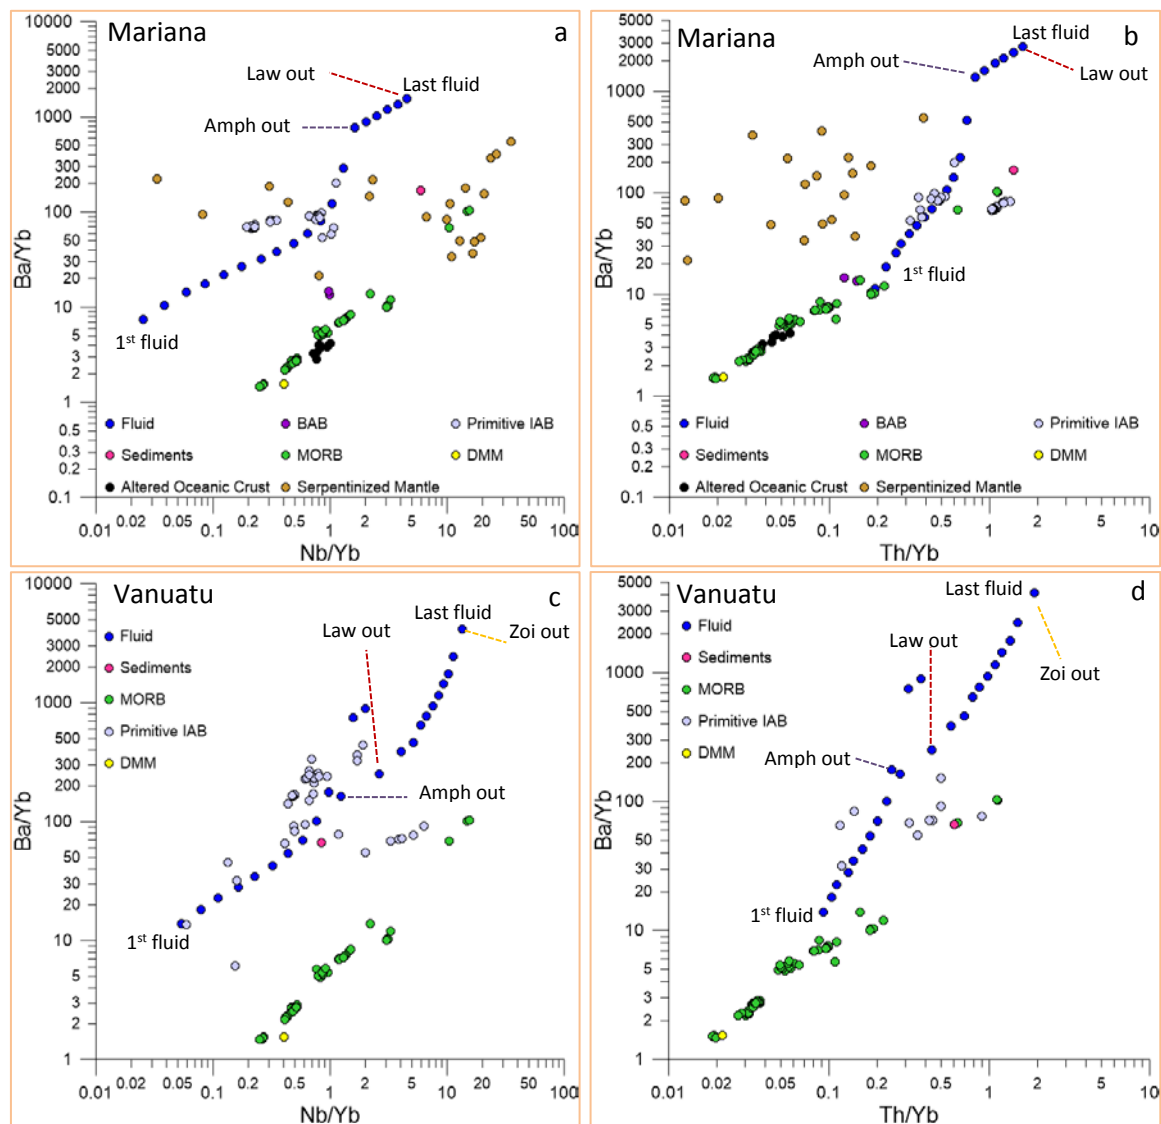 Mariana
a
Ba/Yb
10000
5000
3000
2000
1000
500
300
200
100
50
30
20
10
5
3
2
1
0.5
0.3
0.2
0.1
Law out
Last fluid
Amph out
1st fluid
Fluid
BAB
Primitive IAB
Sediments
MORB
DMM
Altered Oceanic Crust
Serpentinized Mantle
0.01 0.02 0.05 0.1 0.2 0.5 1 2 5 10 20 100
Nb/Yb
Mariana
b
Ba/Yb
5000
3000
2000
1000
500
300
200
100
50
30
20
10
5
3
2
1
0.5
0.3
0.2
0.1
Last fluid
Amph out
Law out
1st fluid
Fluid
BAB
Primitive IAB
Sediments
MORB
DMM
Altered Oceanic Crust
Serpentinized Mantle
0.01 0.02 0.05 0.1 0.2 0.5 1 2 5 10
Th/Yb
Vanuatu
c
Ba/Yb
10000
5000
3000
2000
1000
500
300
200
100
50
30
20
10
5
3
2
1
Fluid
Sediments
MORB
Primitive IAB
DMM
Last fluid
Zoi out
Law out
Amph out
1st fluid
0.01 0.02 0.05 0.1 0.2 0.5 1 2 5 10 20 100
Nb/Yb
Vanuatu
d
Ba/Yb
5000
3000
2000
1000
500
300
200
100
50
30
20
10
5
3
2
1
Fluid
Sediments
MORB
Primitive IAB
DMM
Last fluid
Law out
Zoi out
Amph out
1st fluid
0.01 0.02 0.05 0.1 0.2 0.5 1 2 5 10
Th/Yb